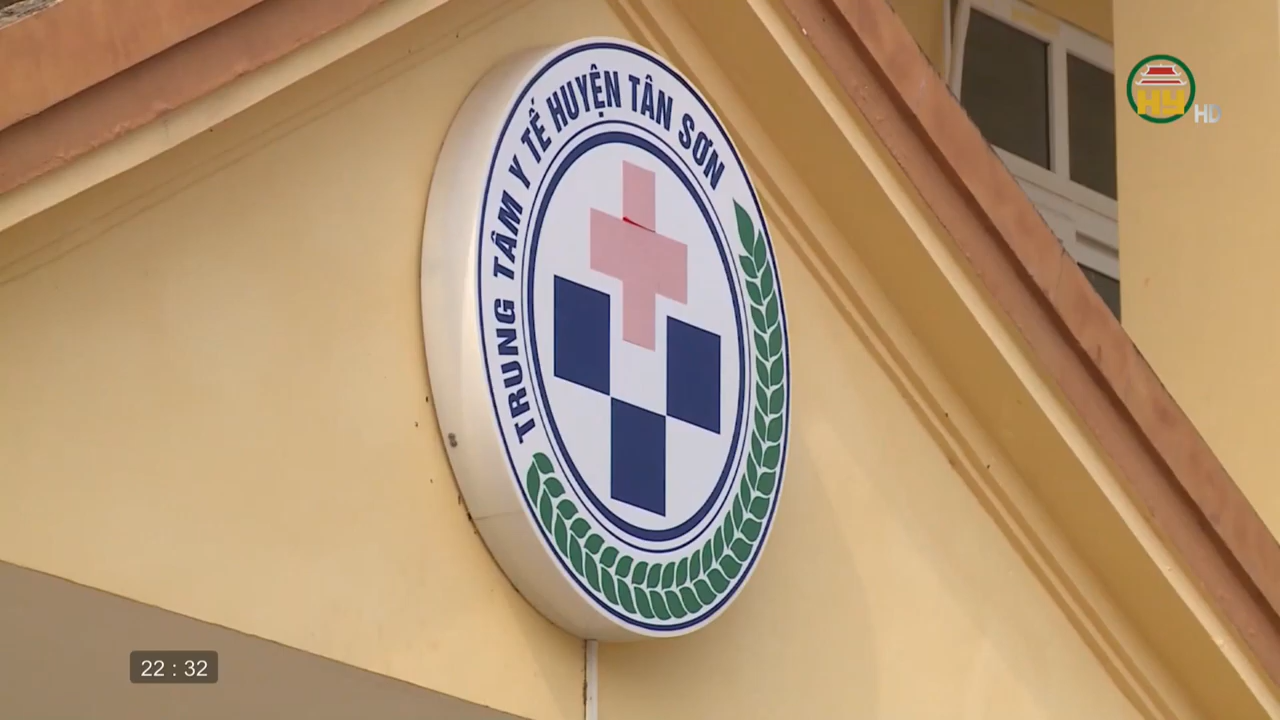 TRUNG TÂM Y TẾ HUYỆN TÂN SƠN
HY HD
22 : 32